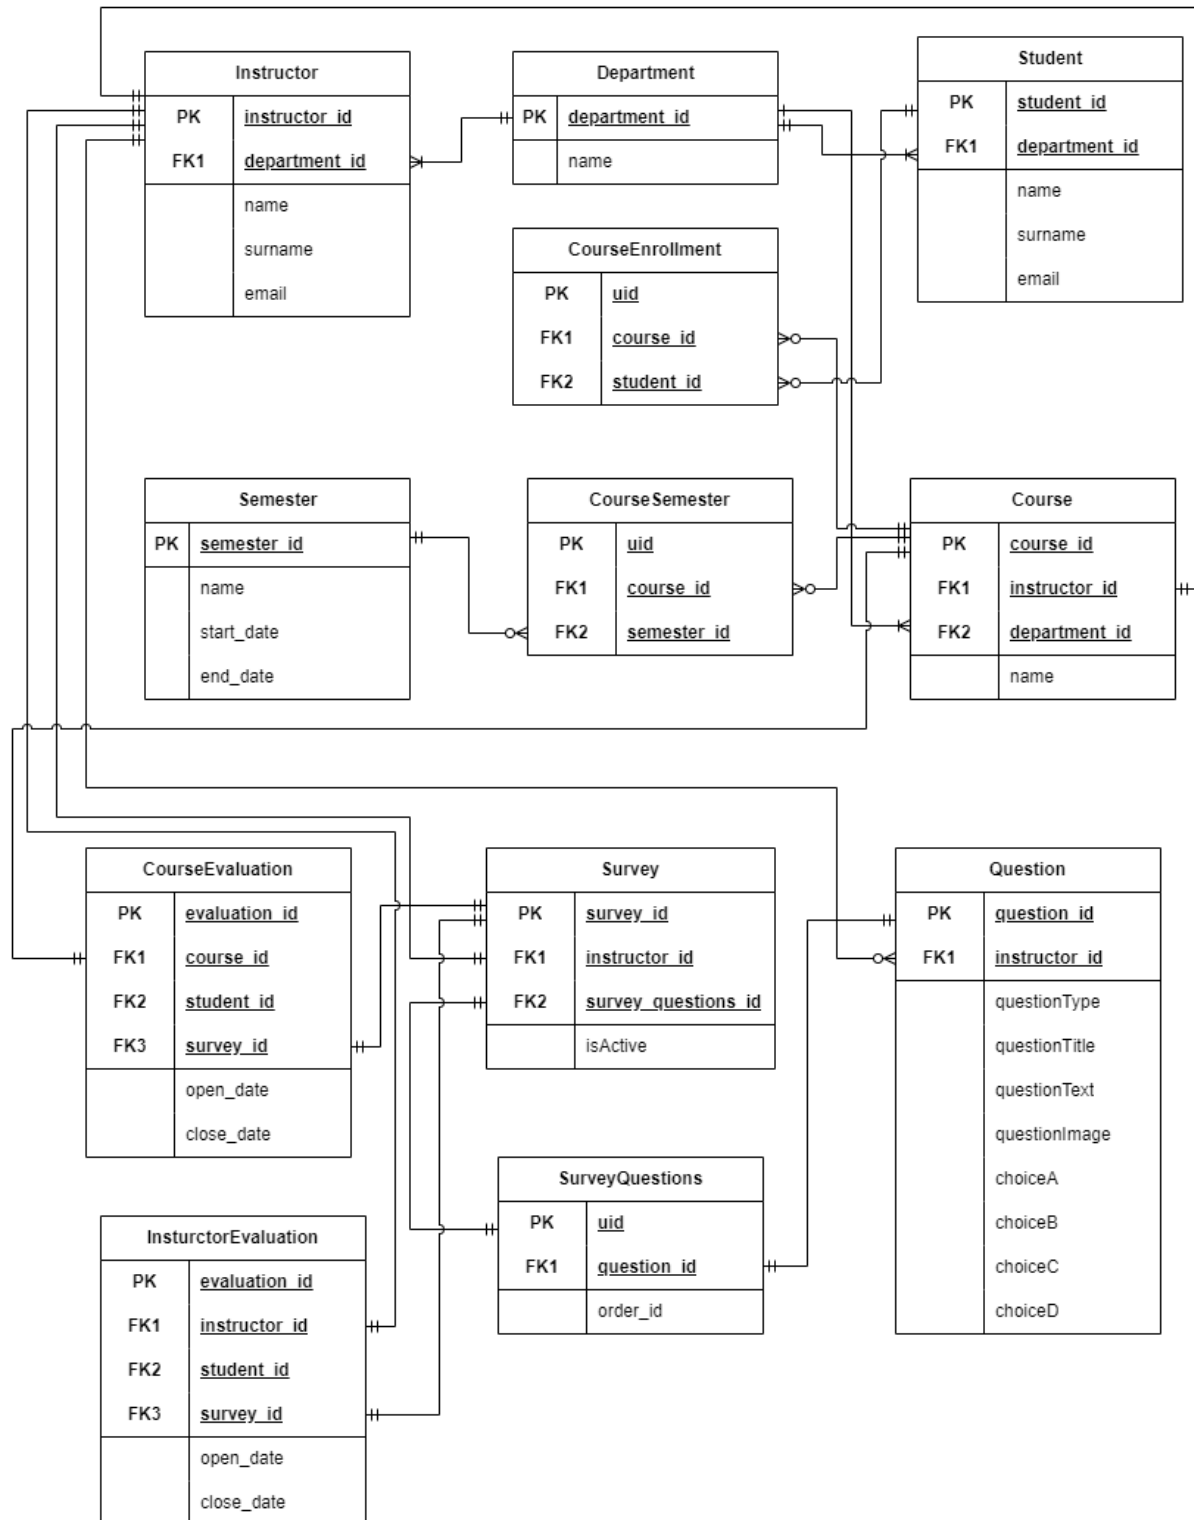 Instructor
PK instructor_id
FK1 department_id
name
surname
email
Department
PK department_id
name
Student
PK student_id
FK1 department_id
name
surname
email
CourseEnrollment
PK uid
FK1 course_id
FK2 student_id
Semester
PK semester_id
name
start_date
end_date
CourseSemester
PK uid
FK1 course_id
FK2 semester_id
Course
PK course_id
FK1 instructor_id
FK2 department_id
name
CourseEvaluation
PK evaluation_id
FK1 course_id
FK2 student_id
FK3 survey_id
open_date
close_date
Survey
PK survey_id
FK1 instructor_id
FK2 survey_questions_id
isActive
Question
PK question_id
FK1 instructor_id
questionType
questionTitle
questionText
questionImage
choiceA
choiceB
choiceC
choiceD
SurveyQuestions
PK uid
FK1 question_id
order_id
InsturctorEvaluation
PK evaluation_id
FK1 instructor_id
FK2 student_id
FK3 survey_id
open_date
close_date